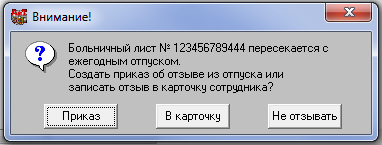 Внимание!
Больничный лист № 123456789444 пересекается с
ежегодным отпуском.
Создать приказ об отзыве из отпуска или
записать отзыв в карточку сотрудника?
Приказ
В карточку
Не отзывать